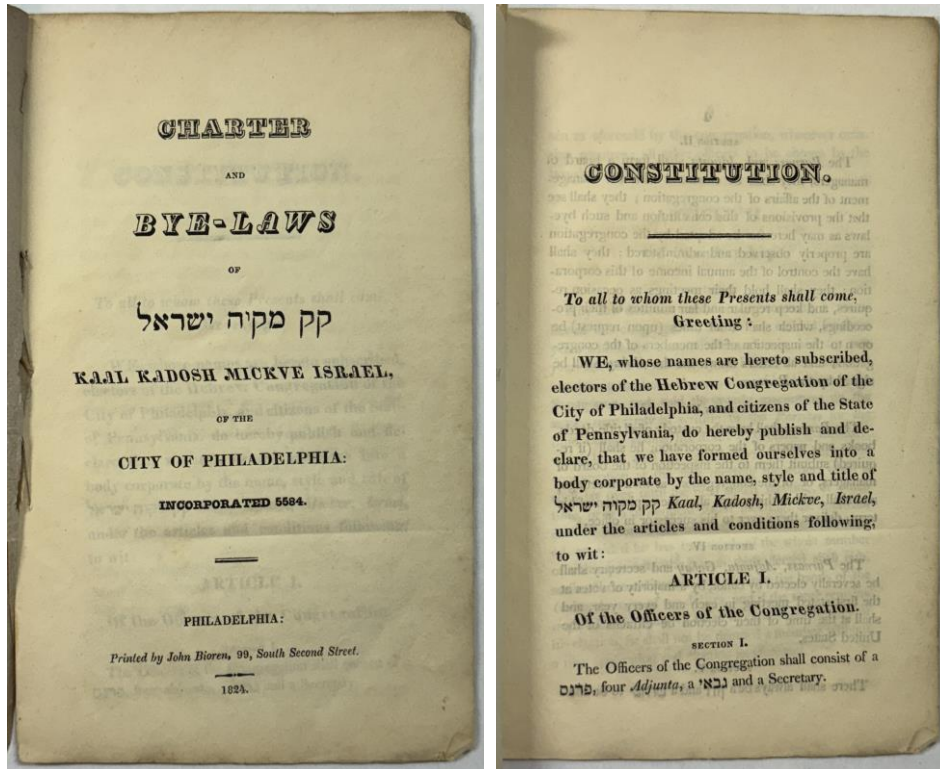 CHARTER
AND
BYE-LAWS
OF
קק מקיה ישראל
KAAL KADOSH MICKVE ISRAEL,
OF THE
CITY OF PHILADELPHIA:
INCORPORATED 5584.
PHILADELPHIA:
Printed by John Bioren, 99, South Second Street.
1824.
CONSTITUTION.
To all to whom these Presents shall come,
Greeting:
WE, whose names are hereto subscribed,
electors of the Hebrew Congregation of the
City of Philadelphia, and citizens of the State
of Pennsylvania, do hereby publish and de-
clare, that we have formed ourselves into a
body corporate by the name, style and title of
קק מקוה ישראל Kaal, Kadosh, Mickve, Israel,
under the articles and conditions following,
to wit:
ARTICLE I.
Of the Officers of the Congregation.
SECTION I.
The Officers of the Congregation shall consist of a
פרנס, four Adjunta, a גבאי and a Secretary.